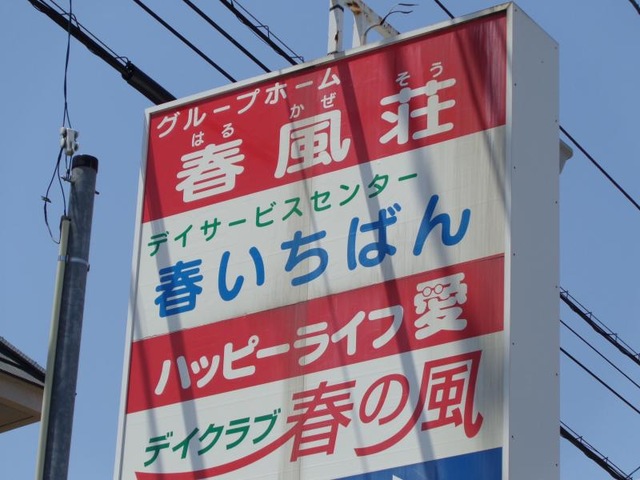 グループホーム
はるかぜそう
春風荘
デイサービスセンター
春いちばん
ハッピーライフ愛
デイクラブ春の風